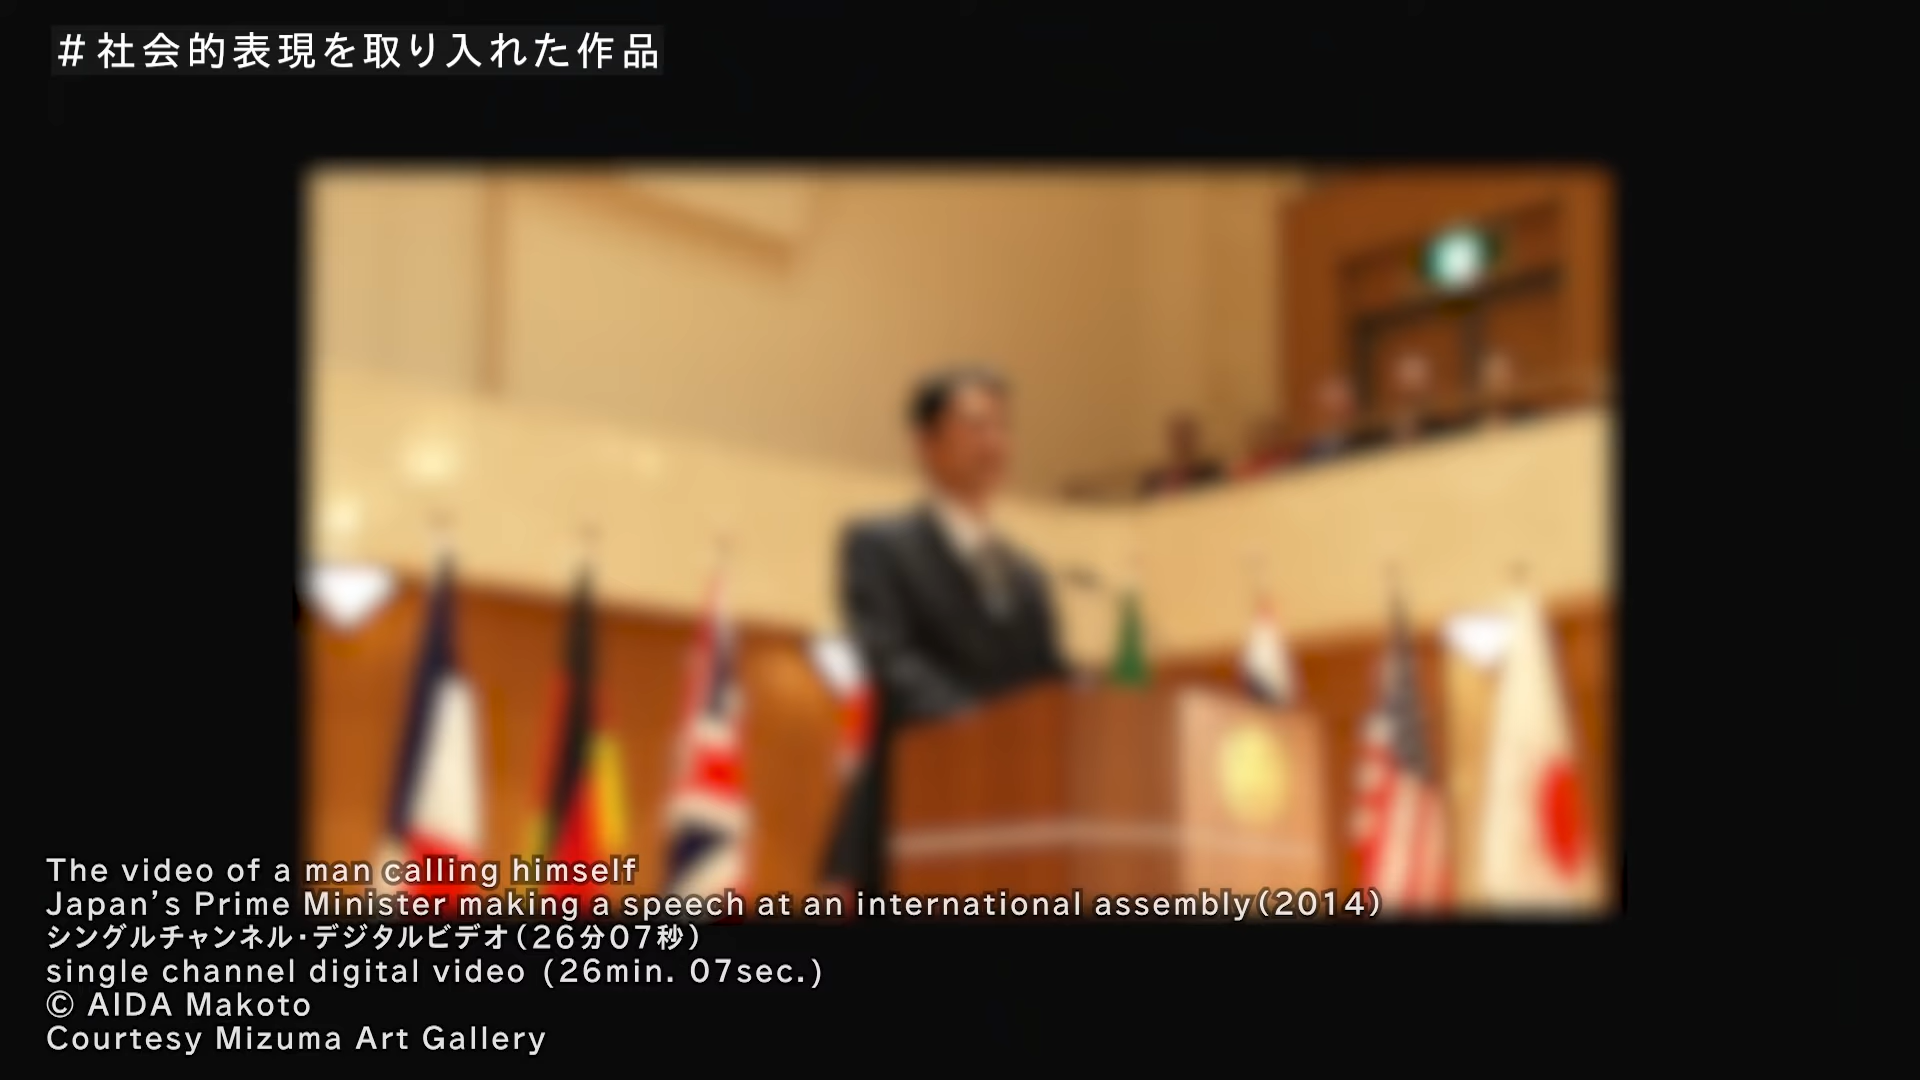 ＃社会的表現を取り入れた作品
The video of a man calling himself
Japan’s Prime Minister making a speech at an international assembly(2014)
シングルチャンネル・デジタルビデオ(26分07秒)
single channel digital video (26min. 07sec.)
© AIDA Makoto
Courtesy Mizuma Art Gallery